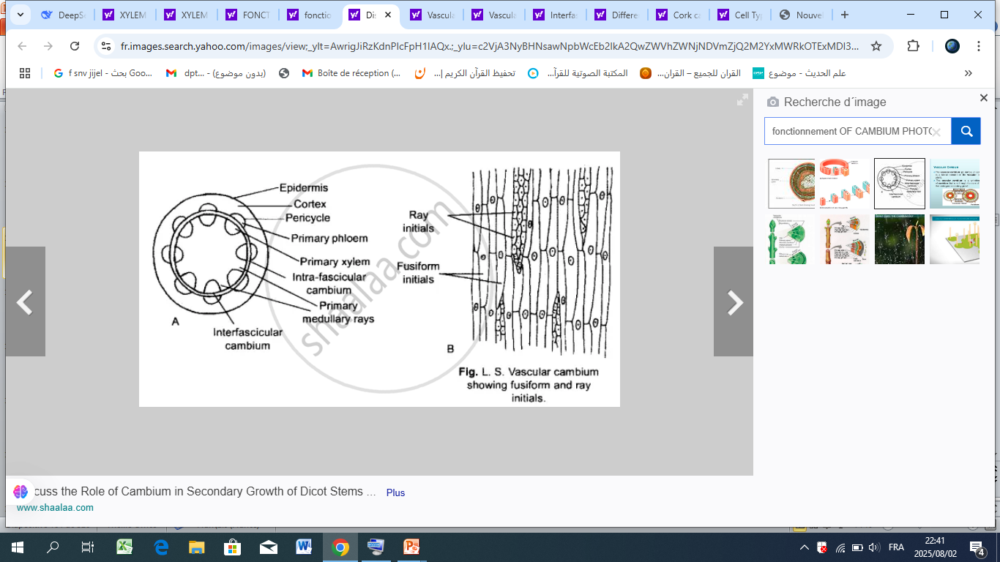 DeepS
XYLEM
XYLEM
FONCT
fonctio
Dis
Vascula
Vascula
Interfas
Differe
Cork ca
Cell Ty
Nouvel
fr.images.search.yahoo.com/images/view;_ylt=AwrigJiRzKdnPIcFpH1IAQx.;_ylu=c2VjA3NyBHNsawNpbWcEb2lkA2QwZWVhZWNjNDVmZjQ2M2YxMWRkOTExMDI3...
f snv jijel - بحث Goo...
(بدون موضوع) - ...dpt
Boîte de réception (...
تحفيظ القرآن الكريم |...
المكتبة الصوتية للقرآ...
القران للجميع – القران...
علم الحديث - موضوع
Epidermis
Cortex
Pericycle
Primary phloem
Primary xylem
Intra-fascicular
cambium
Primary
medullary rays
Interfascicular
cambium
A
Ray
initials
Fusiform
initials
B
Fig. L. S. Vascular cambium
showing fusiform and ray
initials.
shaalaa.com
Recherche d´image
fonctionnement OF CAMBIUM PHOTO
cuss the Role of Cambium in Secondary Growth of Dicot Stems ... Plus
www.shaalaa.com
FRA
22:41
2025/08/02
4